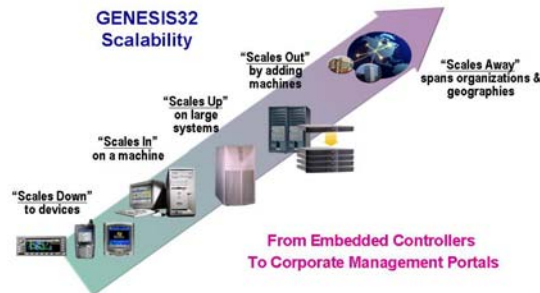 GENESIS32
Scalability
“Scales Out”
by adding
machines
“Scales Away”
spans organizations &
geographies
“Scales Up”
on large
systems
“Scales In”
on a machine
“Scales Down”
to devices
From Embedded Controllers
To Corporate Management Portals